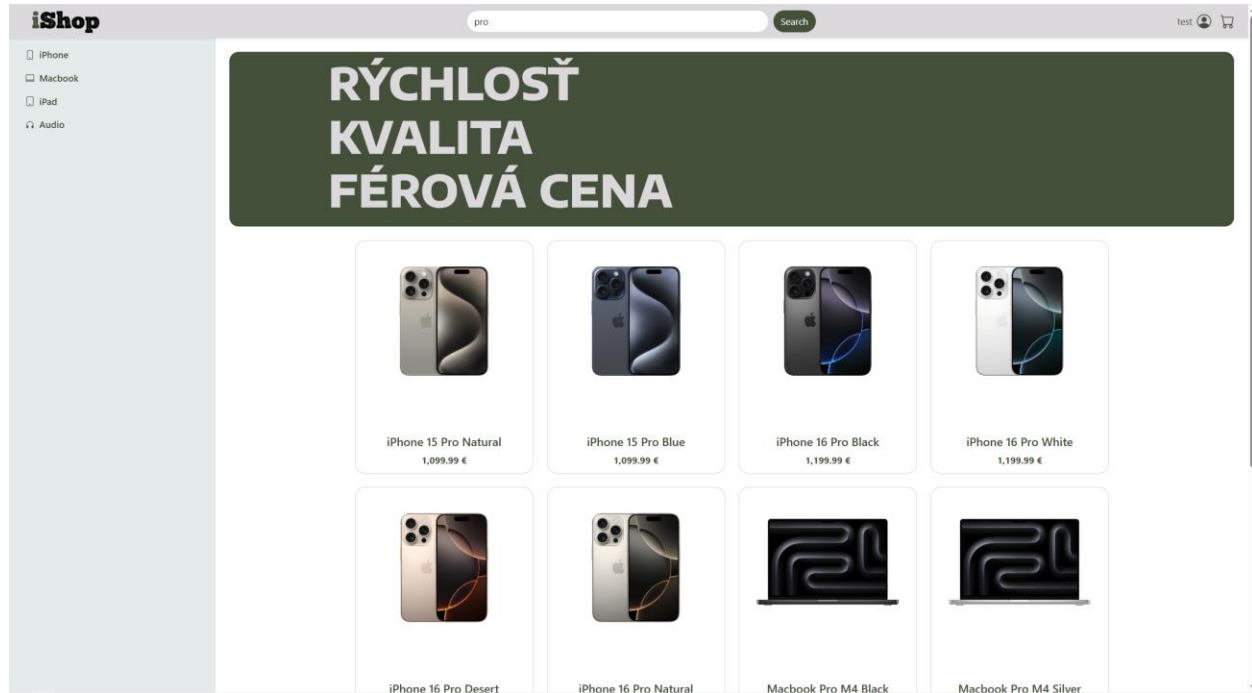 iShop
pro
Search
test
iPhone
Macbook
iPad
Audio
RÝCHLOSŤ
KVALITA
FÉROVÁ CENA
iPhone 15 Pro Natural
1,099.99 €
iPhone 15 Pro Blue
1,099.99 €
iPhone 16 Pro Black
1,199.99 €
iPhone 16 Pro White
1,199.99 €
iPhone 16 Pro Desert
iPhone 16 Pro Natural
Macbook Pro M4 Black
Macbook Pro M4 Silver